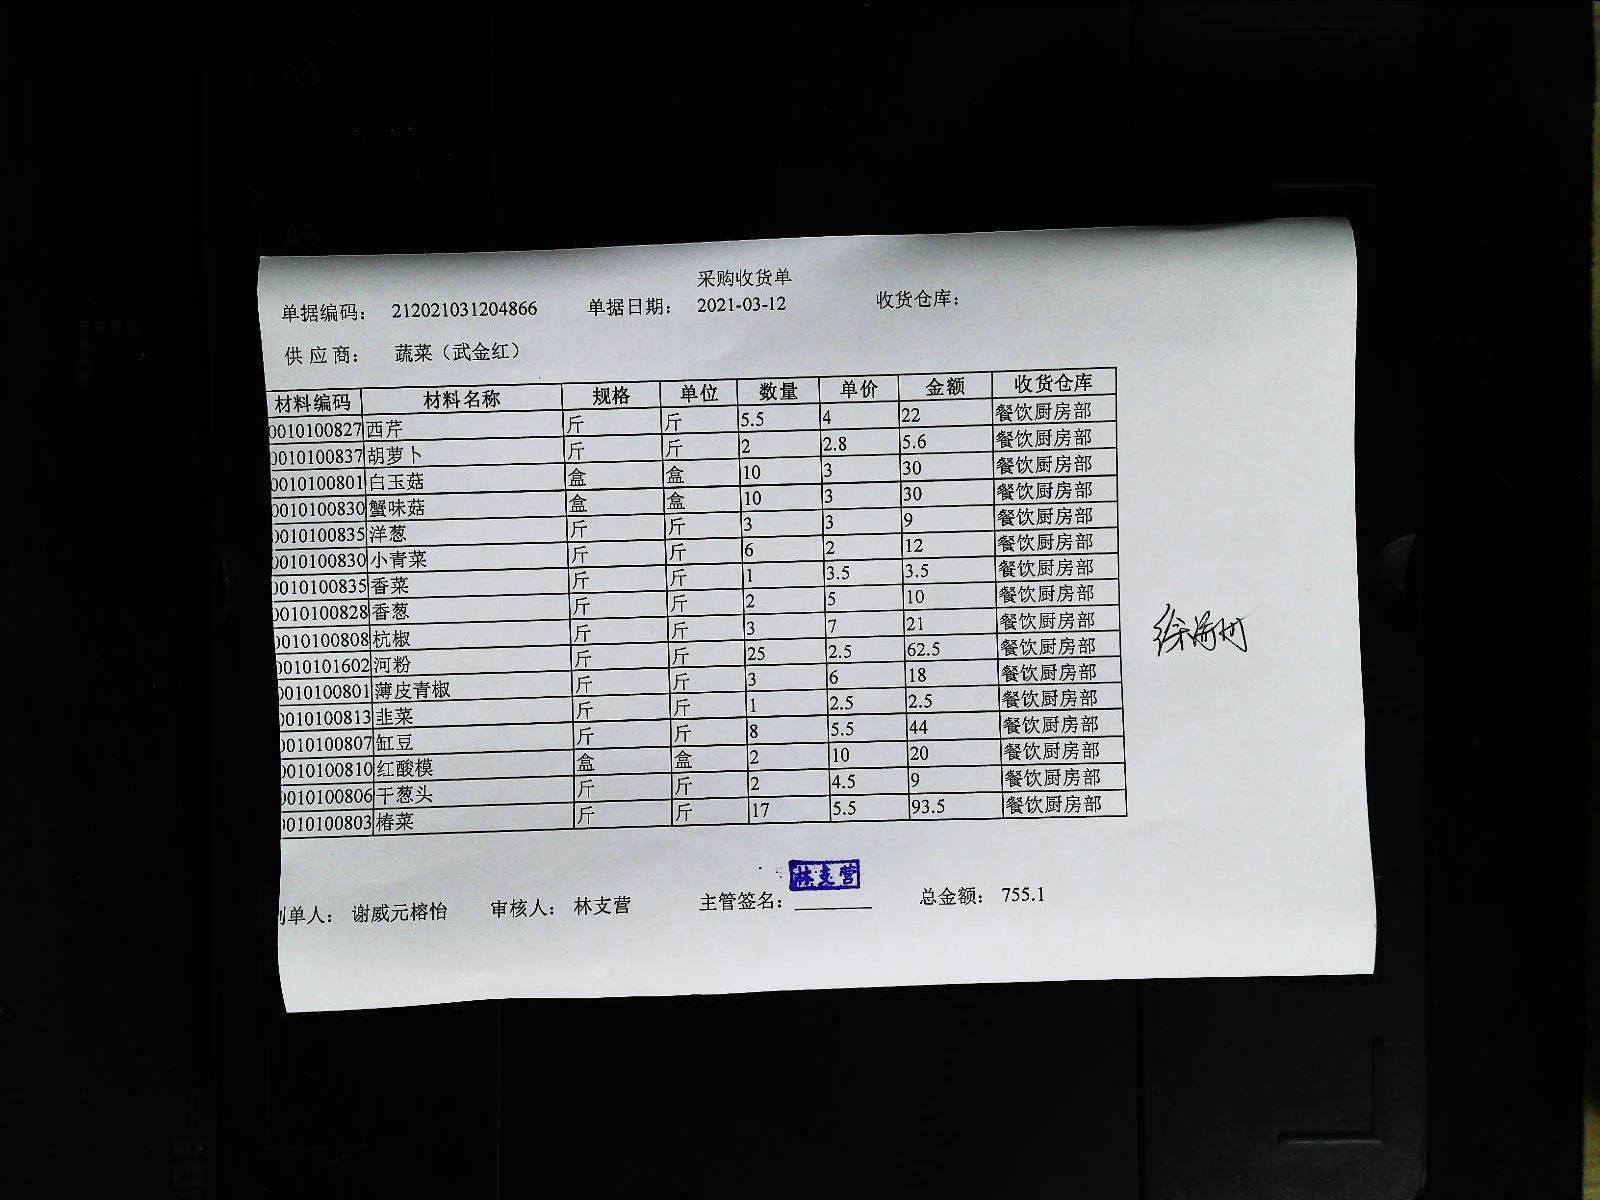 采购收货单
单据编码： 212021031204866 单据日期： 2021-03-12 收货仓库：
供 应 商： 蔬菜（武金红）
材料编码 材料名称 规格 单位 数量 单价 金额 收货仓库
0010100827 西芹 斤 斤 5.5 4 22 餐饮厨房部
0010100837 胡萝卜 斤 斤 2 2.8 5.6 餐饮厨房部
0010100801 白玉菇 盒 盒 10 3 30 餐饮厨房部
0010100830 蟹味菇 盒 盒 10 3 30 餐饮厨房部
0010100835 洋葱 斤 斤 3 3 9 餐饮厨房部
0010100830 小青菜 斤 斤 6 2 12 餐饮厨房部
0010100835 香菜 斤 斤 1 3.5 3.5 餐饮厨房部
0010100828 香葱 斤 斤 2 5 10 餐饮厨房部
0010100808 杭椒 斤 斤 3 7 21 餐饮厨房部
0010101602 河粉 斤 斤 25 2.5 62.5 餐饮厨房部
0010100801 薄皮青椒 斤 斤 3 6 18 餐饮厨房部
0010100813 韭菜 斤 斤 1 2.5 2.5 餐饮厨房部
0010100807 缸豆 斤 斤 8 5.5 44 餐饮厨房部
0010100810 红酸模 盒 盒 2 10 20 餐饮厨房部
0010100806 干葱头 斤 斤 2 4.5 9 餐饮厨房部
0010100803 椿菜 斤 斤 17 5.5 93.5 餐饮厨房部
林支营
制单人： 谢威元榕怡 审核人： 林支营 主管签名： 总金额： 755.1